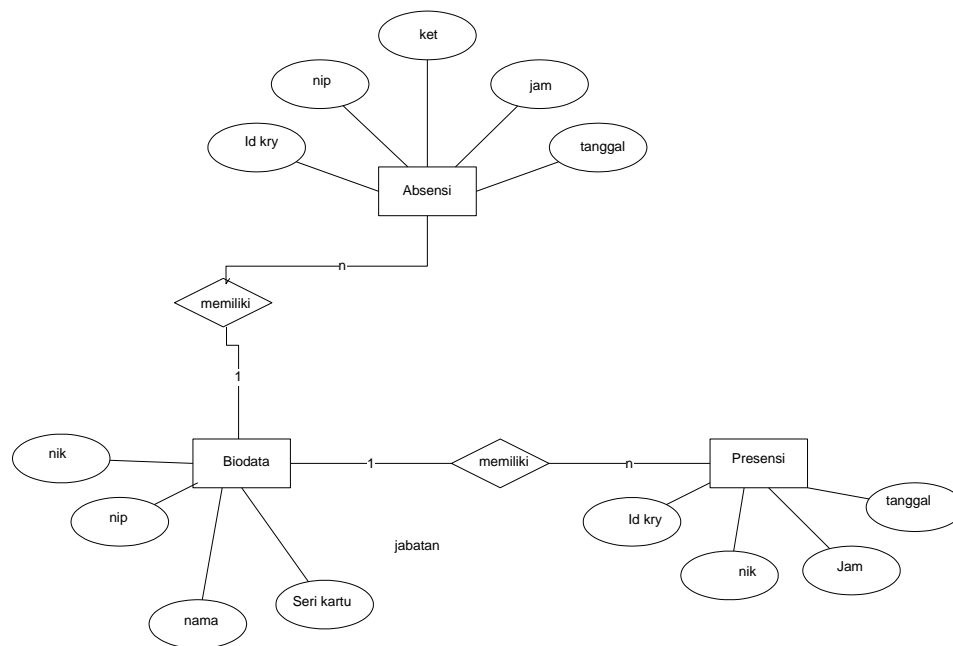 ket
nip
jam
Id kry
tanggal
Absensi
n
memiliki
1
nik
Biodata
1
memiliki
n
Presensi
tanggal
nip
Id kry
jabatan
nik
Jam
Seri kartu
nama